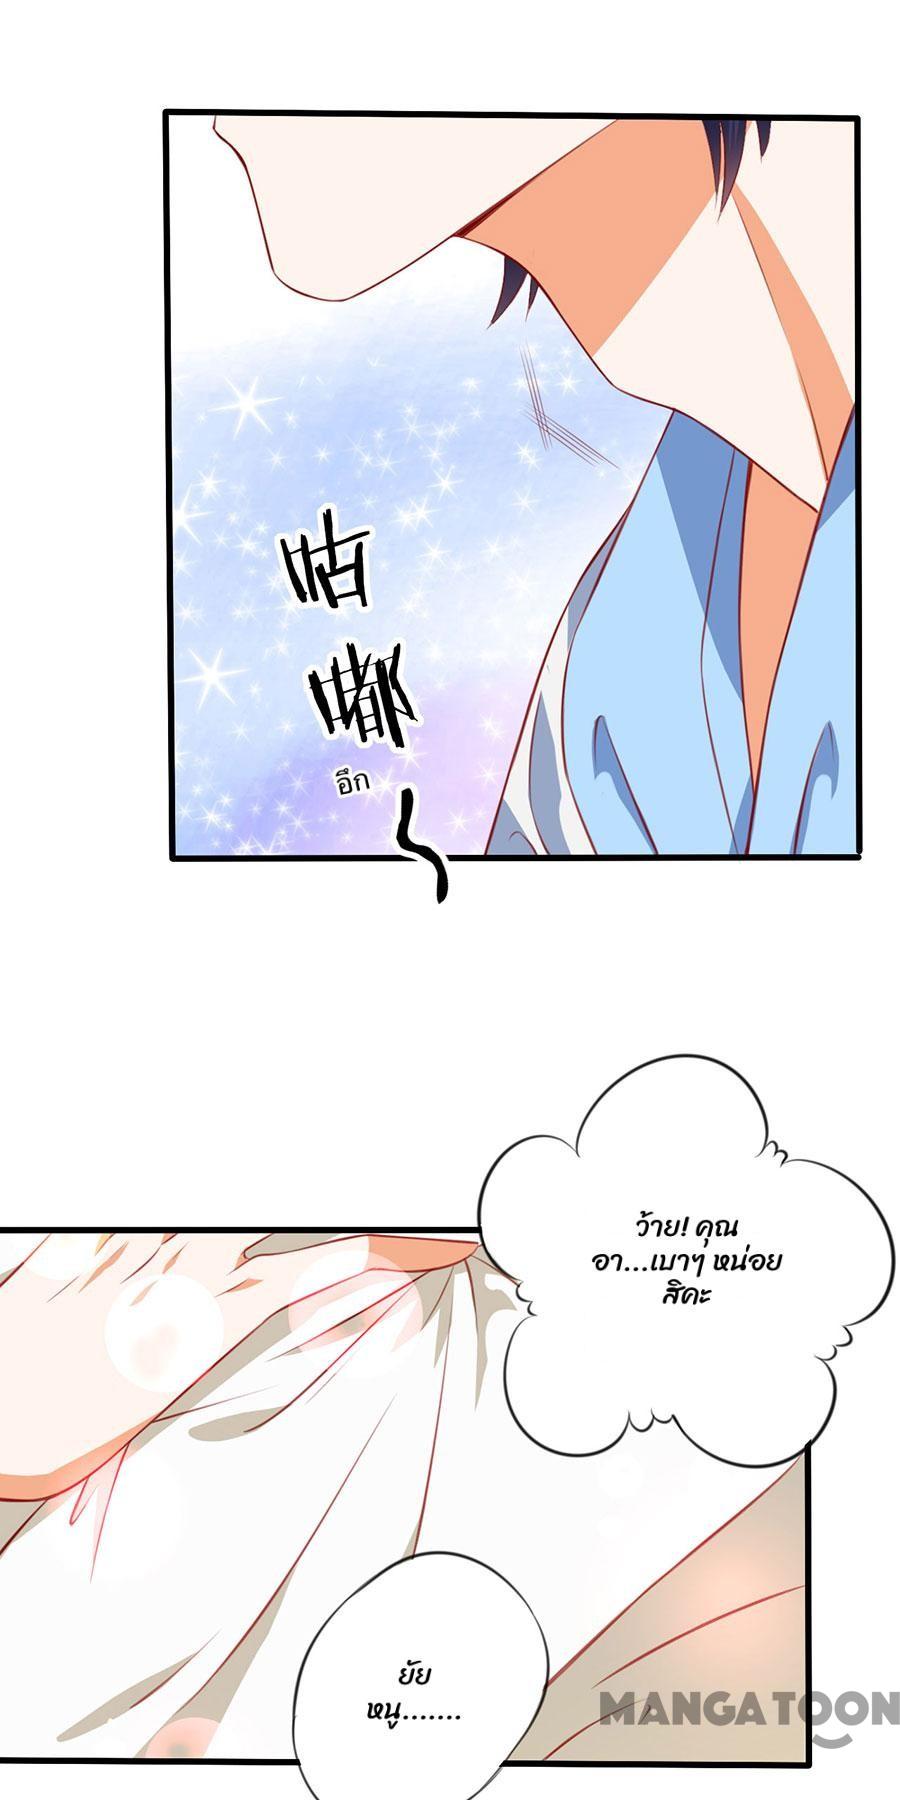 咕
嘟
อึก
ว้าย! คุณ
อา...เบาๆ หน่อย
สิคะ
ยัย
หนู.......
MANGATOON